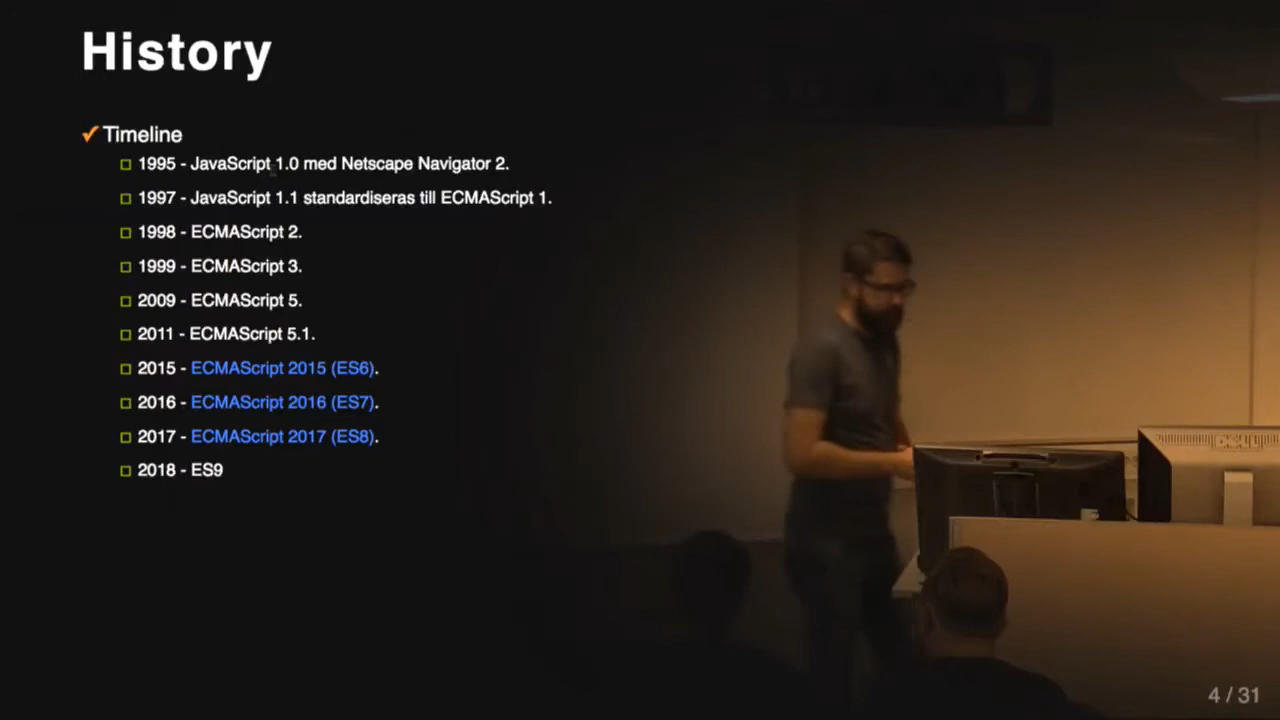 History
✓ Timeline
1995 - JavaScript 1.0 med Netscape Navigator 2.
1997 - JavaScript 1.1 standardiseras till ECMAScript 1.
1998 - ECMAScript 2.
1999 - ECMAScript 3.
2009 - ECMAScript 5.
2011 - ECMAScript 5.1.
2015 - ECMAScript 2015 (ES6).
2016 - ECMAScript 2016 (ES7).
2017 - ECMAScript 2017 (ES8).
2018 - ES9
DELL
4 / 31